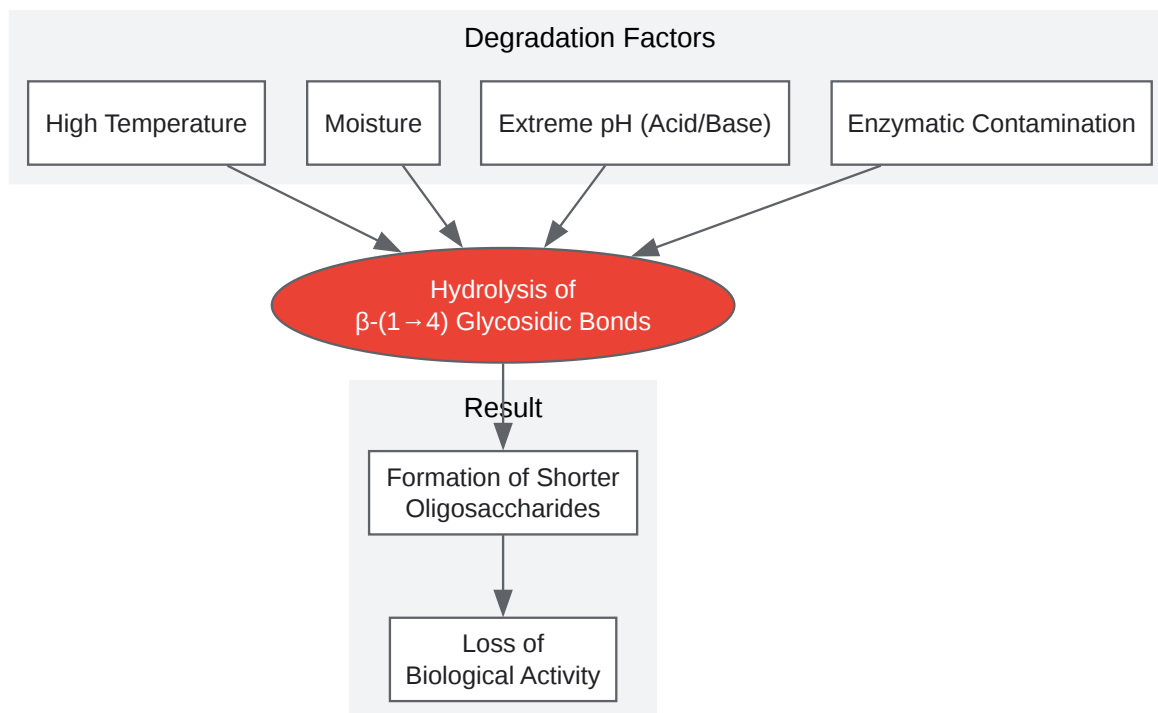 Degradation Factors
High Temperature
Moisture
Extreme pH (Acid/Base)
Enzymatic Contamination
Hydrolysis of
β-(1→4) Glycosidic Bonds
Result
Formation of Shorter
Oligosaccharides
Loss of
Biological Activity